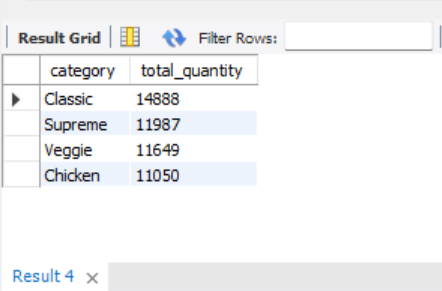 Result Grid Filter Rows:
category total_quantity
Classic 14888
Supreme 11987
Veggie 11649
Chicken 11050
Result 4 ×